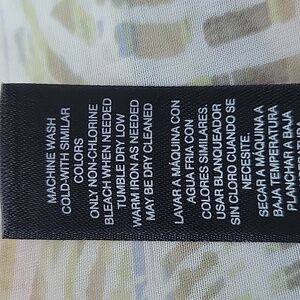 MACHINE WASH
COLD-WITH SIMILAR
COLORS
ONLY NON-CHLORINE
BLEACH WHEN NEEDED
TUMBLE DRY LOW
WARM IRON AS NEEDED
MAY BE DRY CLEANED
LAVAR A MÁQUINA CON
AGUA FRIA CON
COLORES SIMILARES.
USAR BLANQUEADOR
SIN CLORO CUANDO SE
NECESITE.
SECAR A MÁQUINA A
BAJA TEMPERATURA
PLANCHAR A BAJA